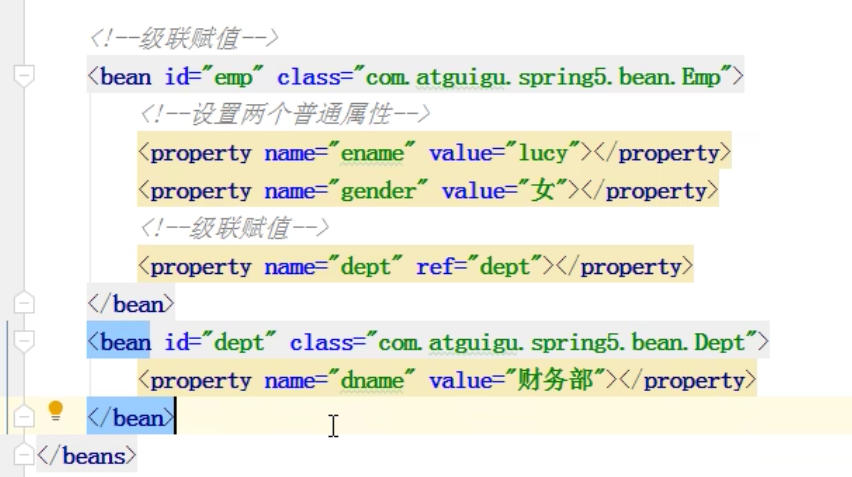 <!--级联赋值-->
<bean id="emp" class="com.atguigu.spring5.bean.Emp">
<!--设置两个普通属性-->
<property name="ename" value="lucy"></property>
<property name="gender" value="女"></property>
<!--级联赋值-->
<property name="dept" ref="dept"></property>
</bean>
<bean id="dept" class="com.atguigu.spring5.bean.Dept">
<property name="dname" value="财务部"></property>
</bean>
</beans>